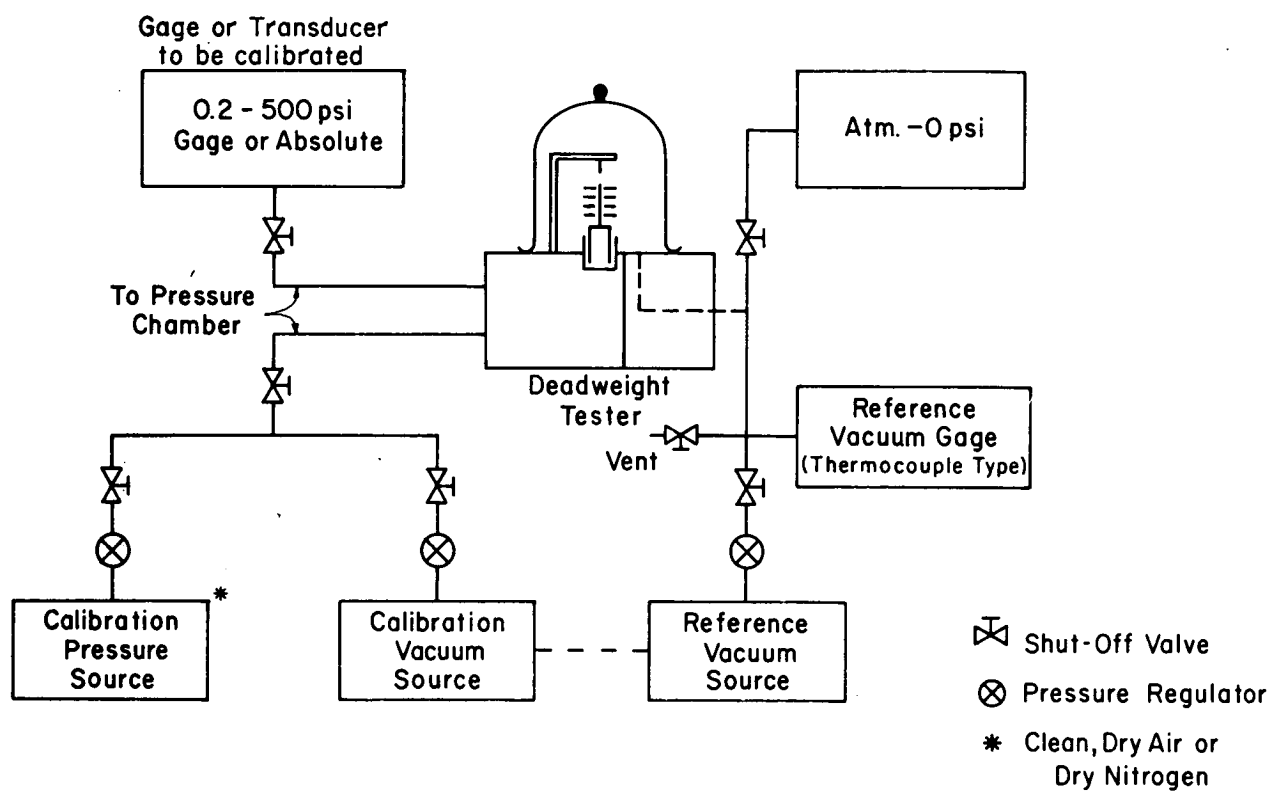 Gage or Transducer
to be calibrated
0.2 - 500 psi
Gage or Absolute
Atm. - 0 psi
To Pressure
Chamber
Deadweight
Tester
Vent
Reference
Vacuum Gage
(Thermocouple Type)
*
Calibration
Pressure
Source
Calibration
Vacuum
Source
Reference
Vacuum
Source
Shut-Off Valve
Pressure Regulator
* Clean, Dry Air or
Dry Nitrogen